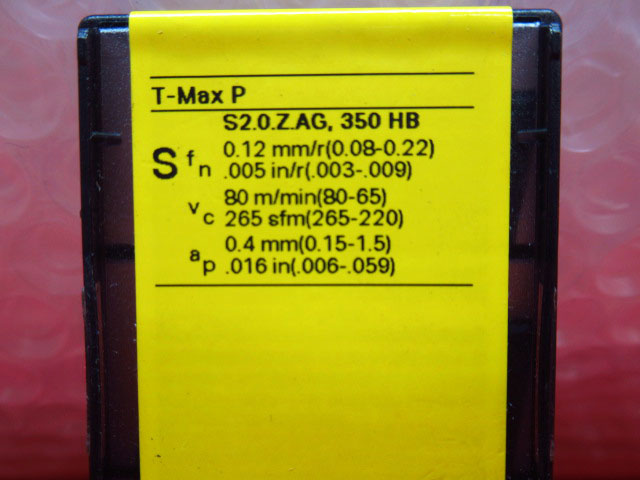 T-Max P
S2.0.Z.AG, 350 HB
S fn 0.12 mm/r(0.08-0.22)
.005 in/r(.003-.009)
vc 80 m/min(80-65)
265 sfm(265-220)
ap 0.4 mm(0.15-1.5)
.016 in(.006-.059)